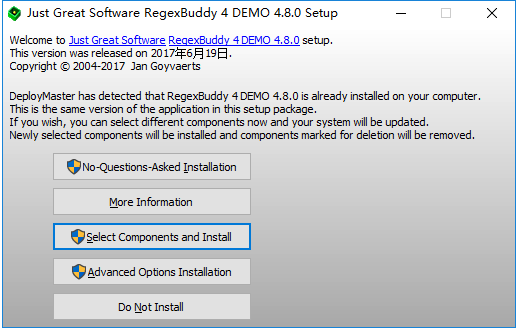 Just Great Software RegexBuddy 4 DEMO 4.8.0 Setup
Welcome to Just Great Software RegexBuddy 4 DEMO 4.8.0 setup.
This version was released on 2017年6月19日.
Copyright © 2004-2017  Jan Goyvaerts
DeployMaster has detected that RegexBuddy 4 DEMO 4.8.0 is already installed on your computer.
This is the same version of the application in this setup package.
If you wish, you can select different components now and your system will be updated.
Newly selected components will be installed and components marked for deletion will be removed.
No-Questions-Asked Installation
More Information
Select Components and Install
Advanced Options Installation
Do Not Install